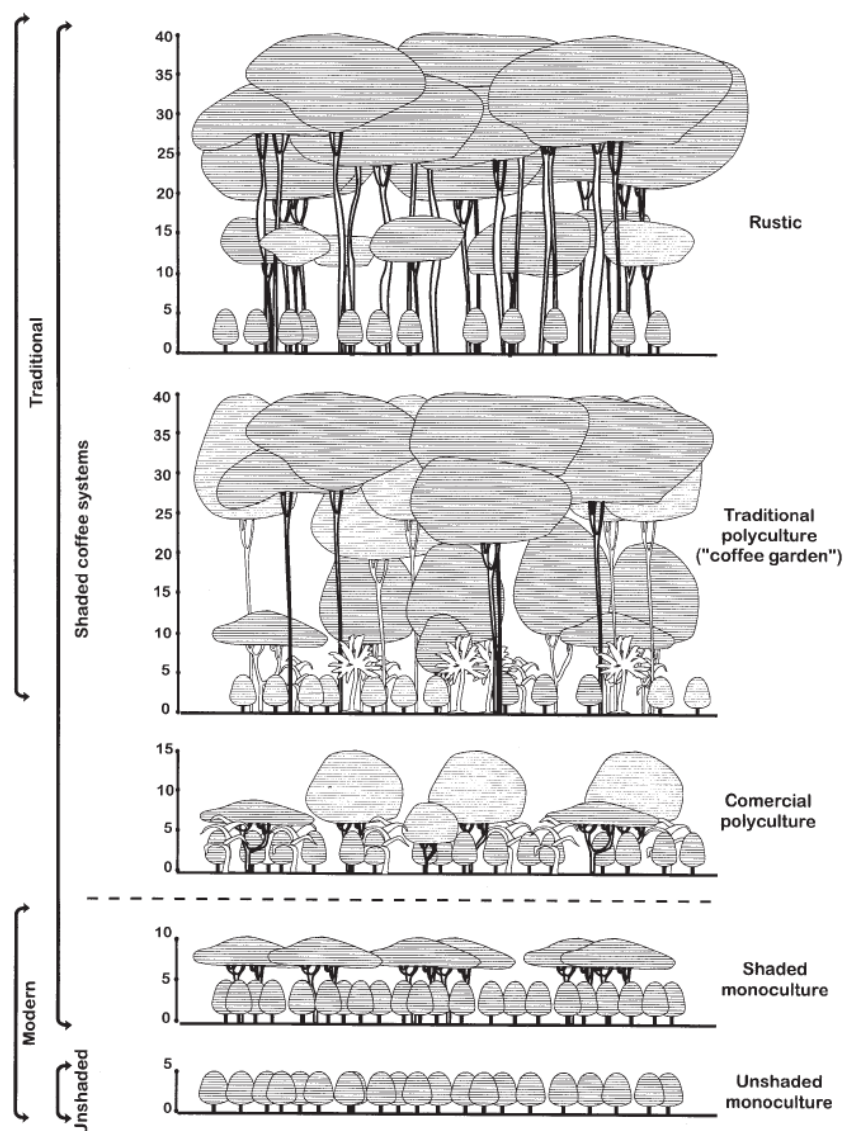 40
35
30
25
20
15
10
5
0
Rustic
40
35
30
25
20
15
10
5
0
Traditional
polyculture
("coffee garden")
15
10
5
0
Comercial
polyculture
10
5
0
Shaded
monoculture
5
0
Unshaded
monoculture
Traditional
Shaded coffee systems
Modern
Unshaded